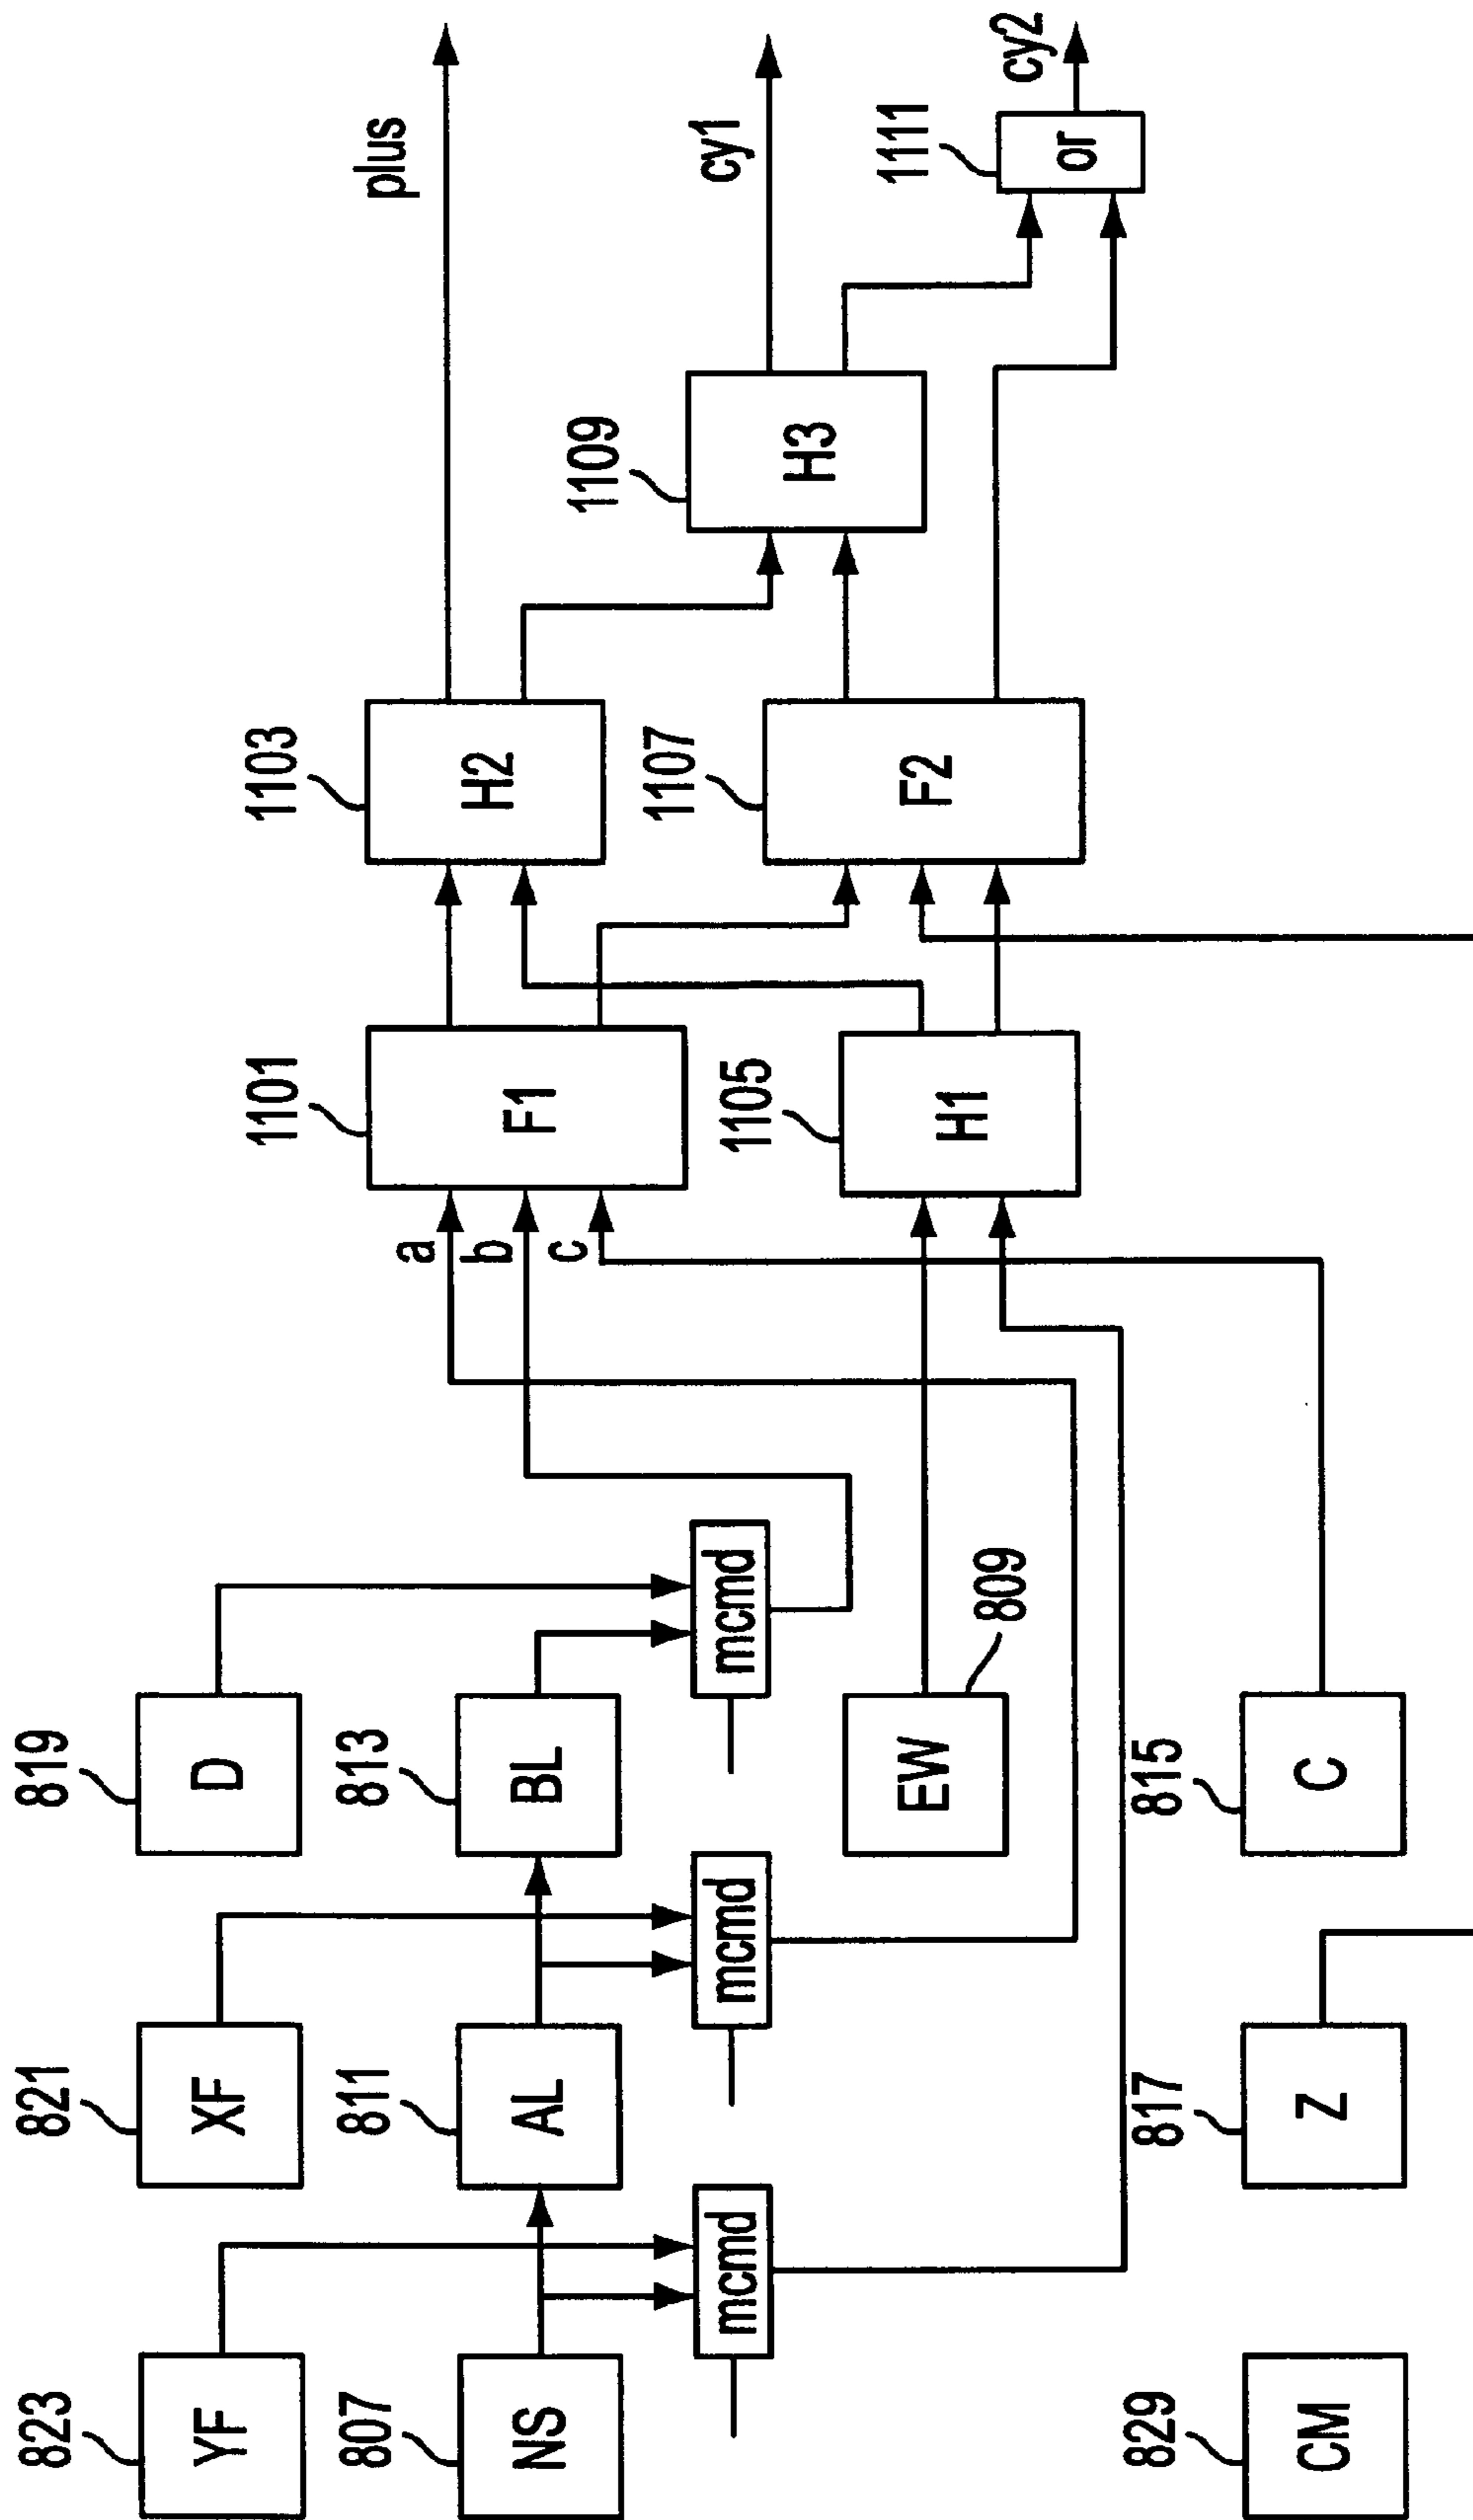 823
YF
821
XF
819
D
807
NS
811
AL
813
BL
mcmd
mcmd
mcmd
EW
809
829
CM
817
Z
815
C
a
b
c
1101
F1
1105
H1
1103
H2
1107
F2
1109
H3
1111
or
plus
cy1
cy2